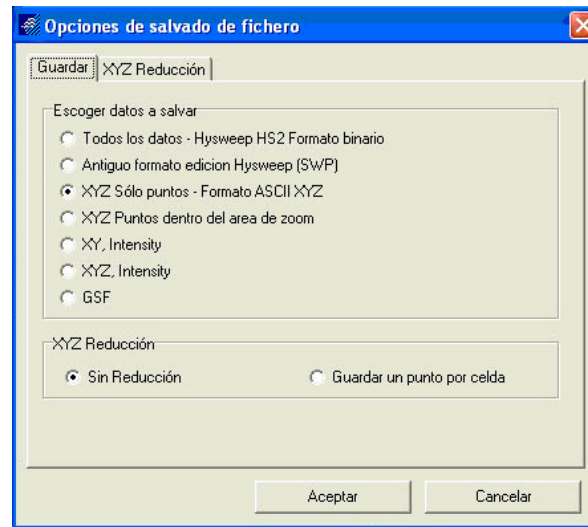 Opciones de salvado de fichero
Guardar XYZ Reducción
Escoger datos a salvar
Todos los datos - Hysweep HS2 Formato binario
Antiguo formato edicion Hysweep (SWP)
XYZ Sólo puntos - Formato ASCII XYZ
XYZ Puntos dentro del area de zoom
XY, Intensity
XYZ, Intensity
GSF
XYZ Reducción
Sin Reducción Guardar un punto por celda
Aceptar Cancelar